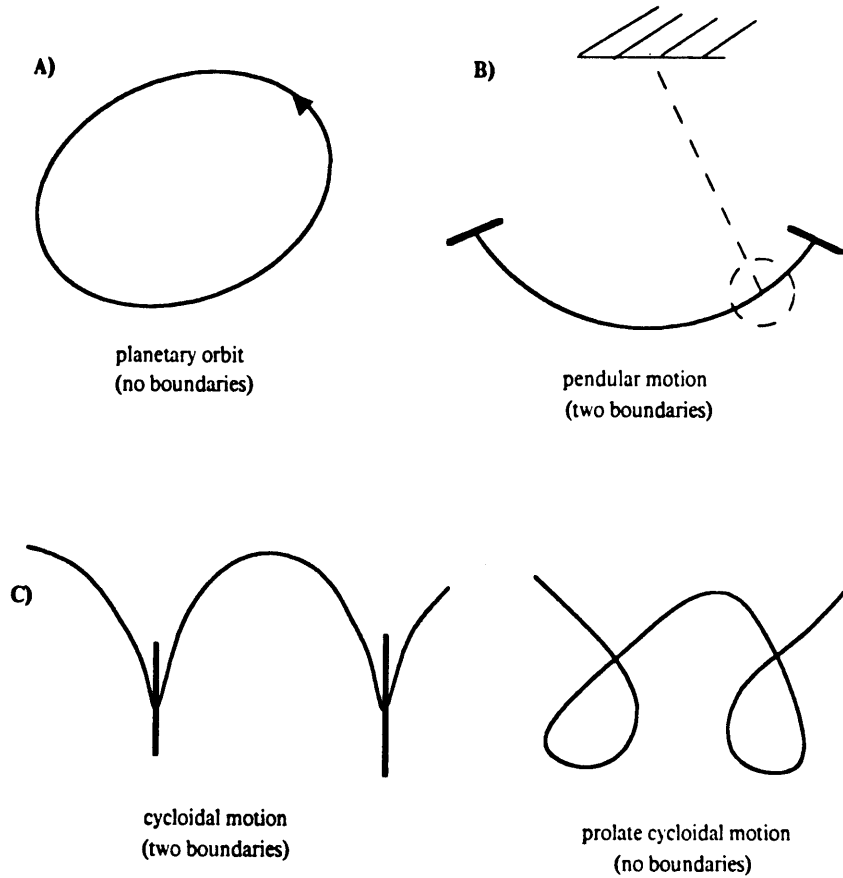 A)
B)
planetary orbit
(no boundaries)
pendular motion
(two boundaries)
C)
cycloidal motion
(two boundaries)
prolate cycloidal motion
(no boundaries)